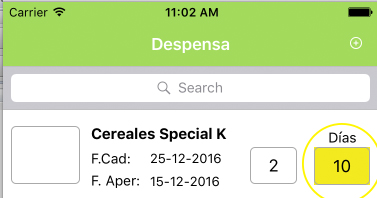 Carrier 11:02 AM
Despensa
Search
Cereales Special K
Días
F.Cad: 25-12-2016
2 10
F. Aper: 15-12-2016